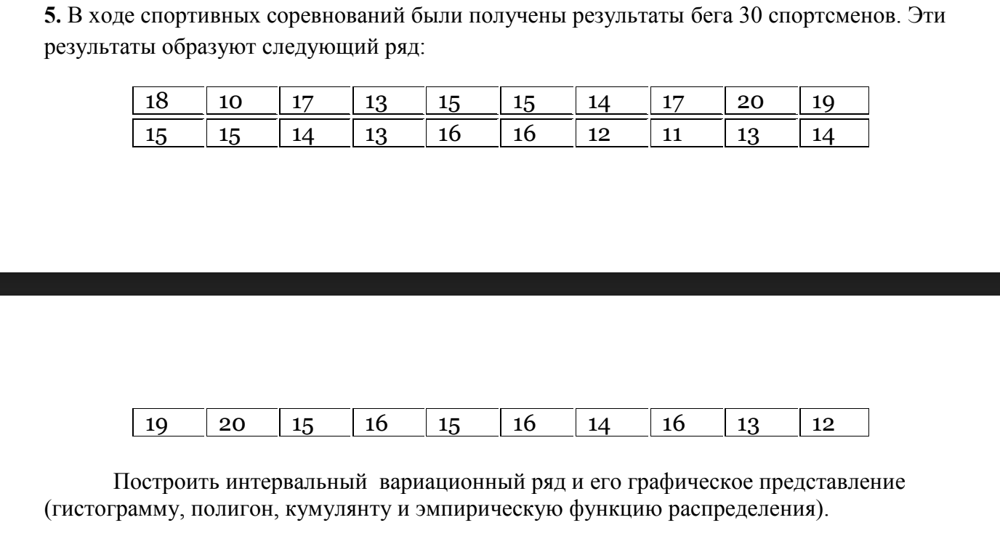 5. В ходе спортивных соревнований были получены результаты бега 30 спортсменов. Эти
результаты образуют следующий ряд:
18 10 17 13 15 15 14 17 20 19
15 15 14 13 16 16 12 11 13 14
19 20 15 16 15 16 14 16 13 12
Построить интервальный вариационный ряд и его графическое представление
(гистограмму, полигон, кумулянту и эмпирическую функцию распределения).